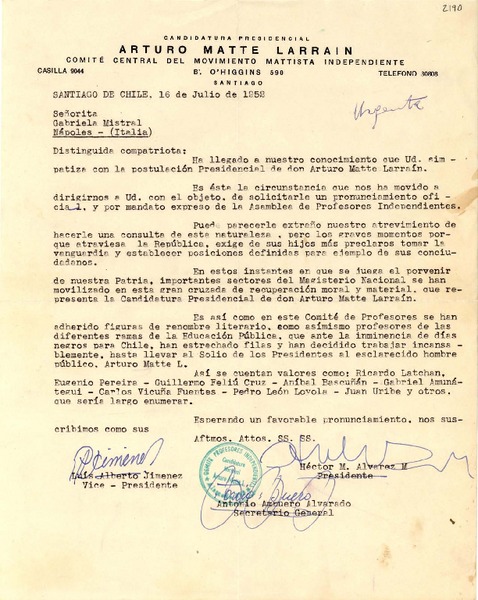 2190
CANDIDATURA PRESIDENCIAL
ARTURO MATTE LARRAIN
COMITÉ CENTRAL DEL MOVIMIENTO MATTISTA INDEPENDIENTE
CASILLA 9044 B. O'HIGGINS 590 TELEFONO 30808
SANTIAGO
SANTIAGO DE CHILE, 16 de Julio de 1952
Urgente
Señorita
Gabriela Mistral
Nápoles - (Italia)
Distinguida compatriota:
Ha llegado a nuestro conocimiento que Ud. sim -
patiza con la postulación Presidencial de don Arturo Matte Larraín.
Es ésta la circunstancia que nos ha movido a
dirigirnos a Ud. con el objeto de solicitarle un pronunciamiento ofi-
cial, y por mandato expreso de la Asamblea de Profesores Independientes.
Puede parecerle extraño nuestro atrevimiento de
hacerle una consulta de esta naturaleza, pero los graves momentos por-
que atraviesa la República, exige de sus hijos más preclaros tomar la
vanguardia y establecer posiciones definidas para ejemplo de sus conciu-
dadanos.
En estos instantes en que se juega el porvenir
de nuestra Patria, importantes sectores del Magisterio Nacional se han
movilizado en esta gran cruzada de recuperación moral y material, que re-
presenta la Candidatura Presidencial de don Arturo Matte Larraín.
Es así como en este Comité de Profesores se han
adherido figuras de renombre literario, como asímismo profesores de las
diferentes ramas de la Educación Pública, que ante la inminencia de días
negros para Chile, han estrechado filas y han decidido trabajar incansa-
blemente, hasta llevar al Solio de los Presidentes al esclarecido hombre
público, Arturo Matte L.
Así se cuentan valores como: Ricardo Latchan,
Eugenio Pereira - Guillermo Feliú Cruz - Aníbal Bascuñán - Gabriel Amuná-
tegui - Carlos Vicuña Fuentes - Pedro León Loyola - Juan Uribe y otros,
que sería largo enumerar.
Esperando un favorable pronunciamiento, nos sus-
cribimos como sus
Aftmos. Attos. SS. SS.
Luis Alberto Jimenez Héctor M. Alvarez M
Vice - Presidente Presidente
Antonio Ampuero Alvarado
Secretario General